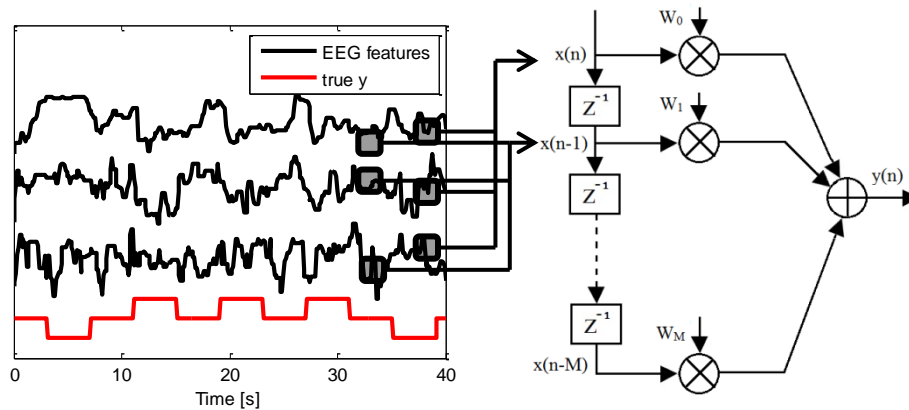 EEG features
true y
0
10
20
30
40
Time [s]
W₀
x(n)
Z⁻¹
W₁
x(n-1)
Z⁻¹
y(n)
Z⁻¹
W_M
x(n-M)